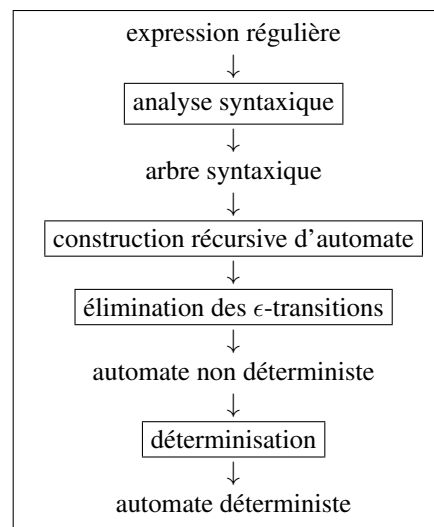 expression régulière
↓
analyse syntaxique
↓
arbre syntaxique
↓
construction récursive d'automate
↓
élimination des ϵ-transitions
↓
automate non déterministe
↓
déterminisation
↓
automate déterministe